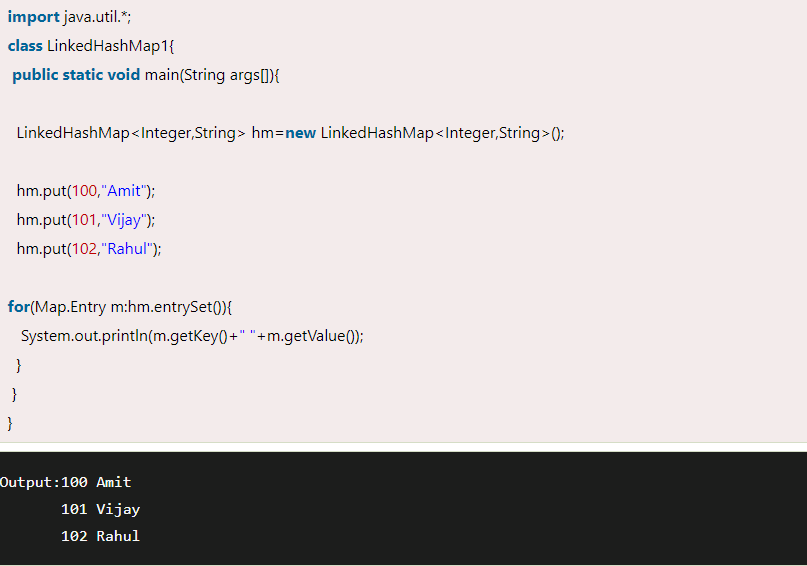 import java.util.*;
class LinkedHashMap1{
public static void main(String args[]){
LinkedHashMap<Integer,String> hm=new LinkedHashMap<Integer,String>();
hm.put(100,"Amit");
hm.put(101,"Vijay");
hm.put(102,"Rahul");
for(Map.Entry m:hm.entrySet()){
System.out.println(m.getKey()+" "+m.getValue());
}
}
}
Output:100 Amit
101 Vijay
102 Rahul